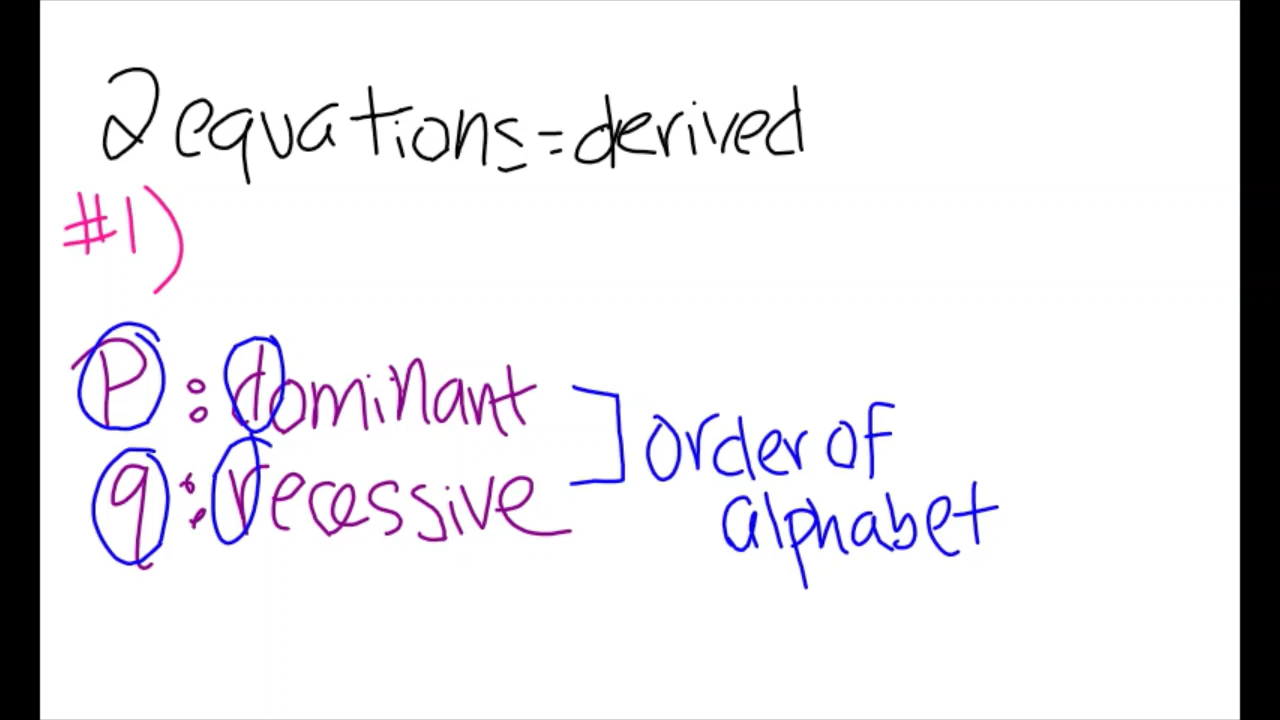 2 equations = derived
#1)
P : dominant
q : recessive
order of
alphabet